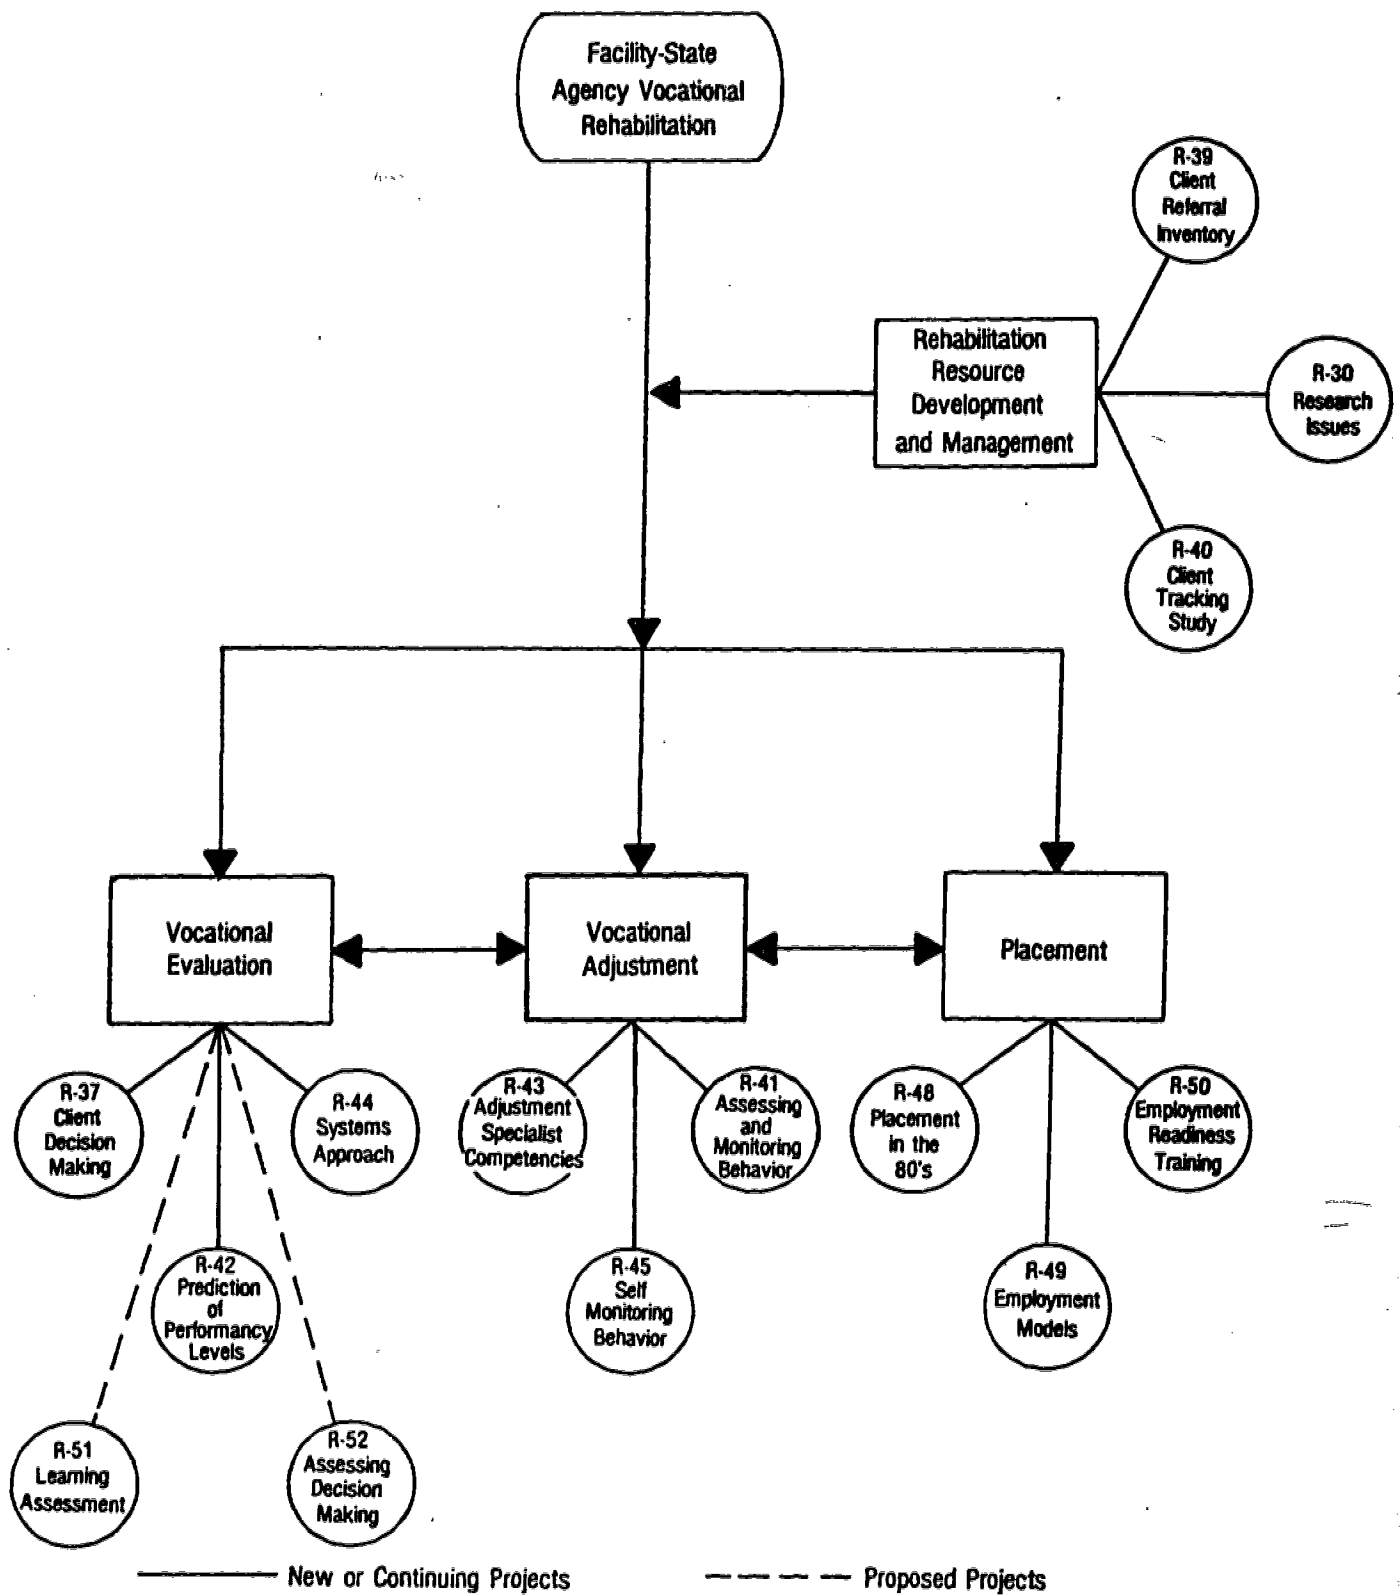 Facility-State
Agency Vocational
Rehabilitation
R-39
Client
Referral
Inventory
Rehabilitation
Resource
Development
and Management
R-30
Research
Issues
R-40
Client
Tracking
Study
Vocational
Evaluation
Vocational
Adjustment
Placement
R-37
Client
Decision
Making
R-44
Systems
Approach
R-43
Adjustment
Specialist
Competencies
R-41
Assessing
and
Monitoring
Behavior
R-48
Placement
in the
80's
R-50
Employment
Readiness
Training
R-42
Prediction
of
Performancy
Levels
R-45
Self
Monitoring
Behavior
R-49
Employment
Models
R-51
Learning
Assessment
R-52
Assessing
Decision
Making
New or Continuing Projects
Proposed Projects